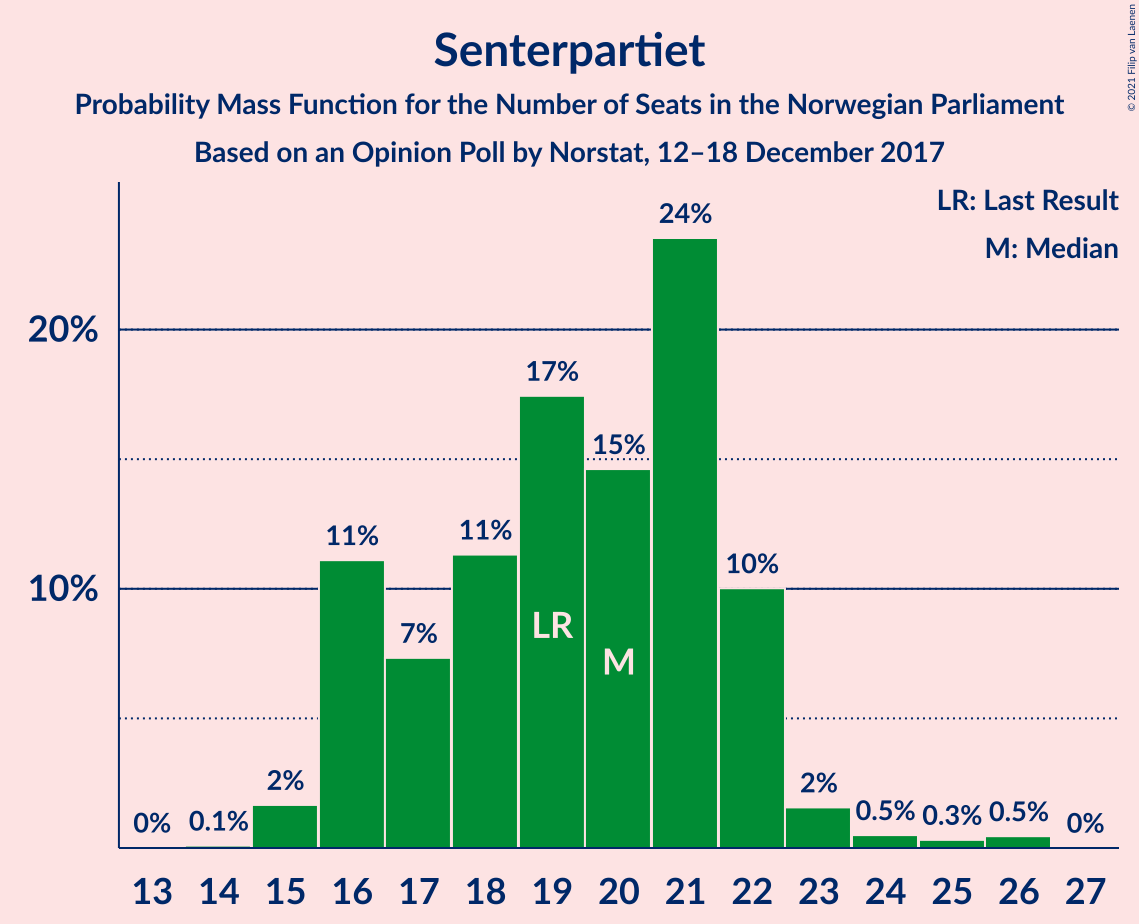 Senterpartiet
Probability Mass Function for the Number of Seats in the Norwegian Parliament
Based on an Opinion Poll by Norstat, 12–18 December 2017
© 2021 Filip van Laenen
LR: Last Result
M: Median
20%
10%
0%
0.1%
2%
11%
7%
11%
17%
15%
24%
10%
2%
0.5%
0.3%
0.5%
0%
LR
M
13 14 15 16 17 18 19 20 21 22 23 24 25 26 27